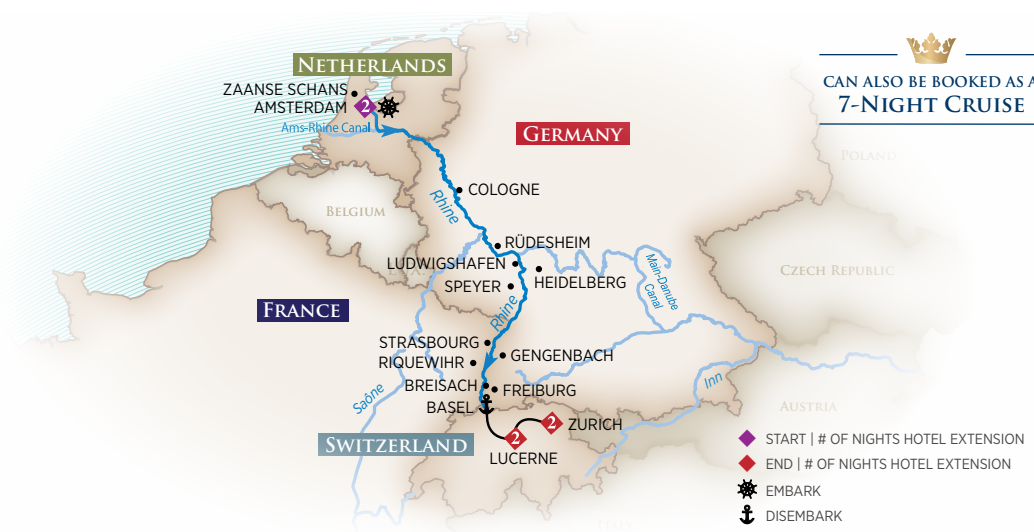 CAN ALSO BE BOOKED AS A
7-NIGHT CRUISE
NETHERLANDS
ZAANSE SCHANS
AMSTERDAM
2
Ams-Rhine Canal
GERMANY
POLAND
COLOGNE
Rhine
BELGIUM
RÜDESHEIM
LUDWIGSHAFEN
HEIDELBERG
SPEYER
Main-Danube
Canal
CZECH REPUBLIC
FRANCE
Rhine
STRASBOURG
GENGENBACH
RIQUEWIHR
BREISACH
FREIBURG
BASEL
Saône
Inn
AUSTRIA
SWITZERLAND
2
ZURICH
2
LUCERNE
START | # OF NIGHTS HOTEL EXTENSION
END | # OF NIGHTS HOTEL EXTENSION
EMBARK
DISEMBARK
ITALY